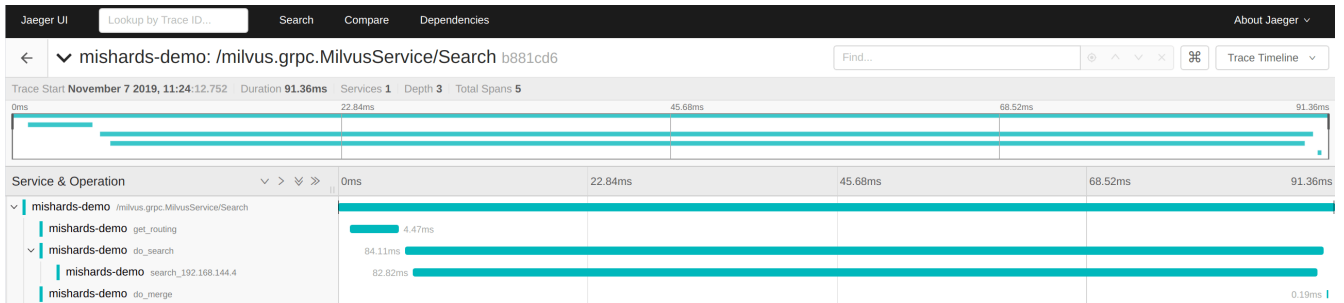 Jaeger UI Lookup by Trace ID... Search Compare Dependencies About Jaeger
mishards-demo: /milvus.grpc.MilvusService/Search b881cd6 Find... Trace Timeline
Trace Start November 7 2019, 11:24:12.752 Duration 91.36ms Services 1 Depth 3 Total Spans 5
0ms 22.84ms 45.68ms 68.52ms 91.36ms
Service & Operation 0ms 22.84ms 45.68ms 68.52ms 91.36ms
mishards-demo /milvus.grpc.MilvusService/Search
mishards-demo get_routing 4.47ms
mishards-demo do_search 84.11ms
mishards-demo search_192.168.144.4 82.82ms
mishards-demo do_merge 0.19ms